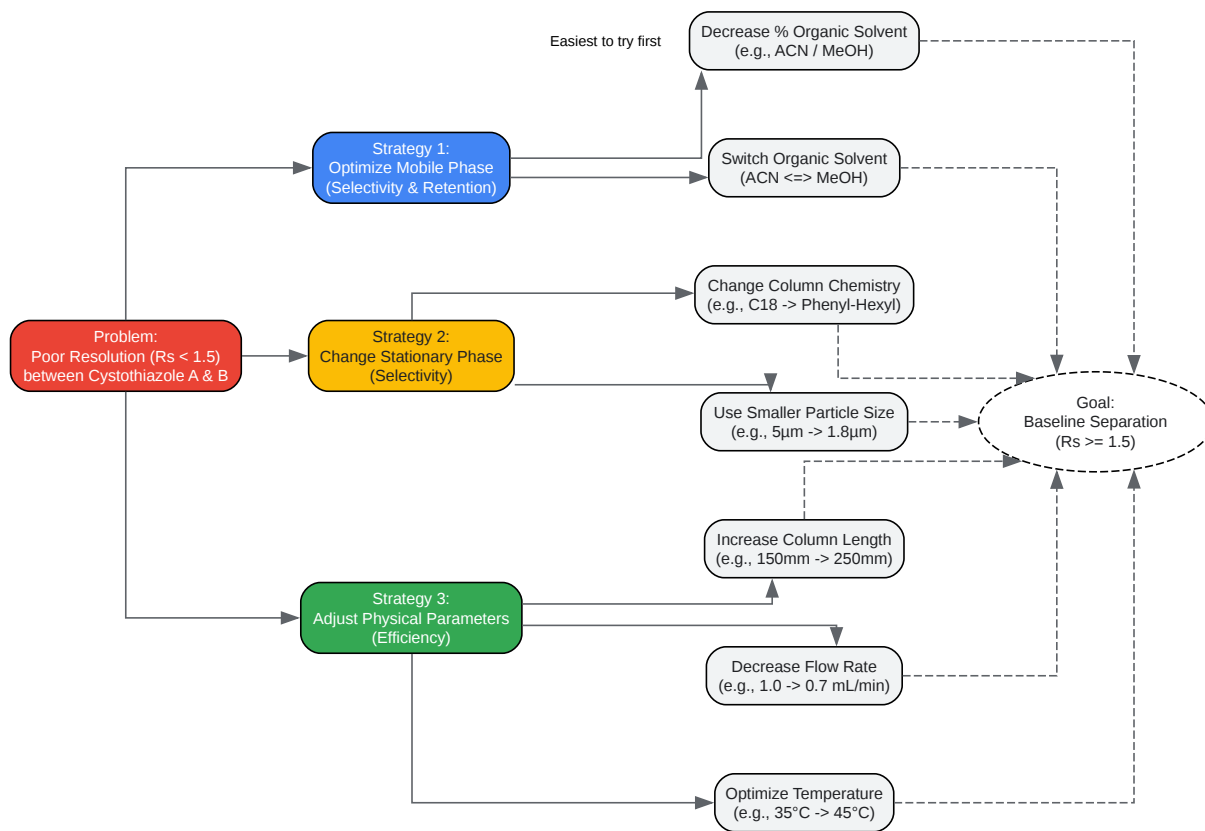 Easiest to try first
Decrease % Organic Solvent
(e.g., ACN / MeOH)
Strategy 1:
Optimize Mobile Phase
(Selectivity & Retention)
Switch Organic Solvent
(ACN <=> MeOH)
Change Column Chemistry
(e.g., C18 -> Phenyl-Hexyl)
Problem:
Poor Resolution (Rs < 1.5)
between Cystothiazole A & B
Strategy 2:
Change Stationary Phase
(Selectivity)
Use Smaller Particle Size
(e.g., 5µm -> 1.8µm)
Goal:
Baseline Separation
(Rs >= 1.5)
Increase Column Length
(e.g., 150mm -> 250mm)
Strategy 3:
Adjust Physical Parameters
(Efficiency)
Decrease Flow Rate
(e.g., 1.0 -> 0.7 mL/min)
Optimize Temperature
(e.g., 35°C -> 45°C)